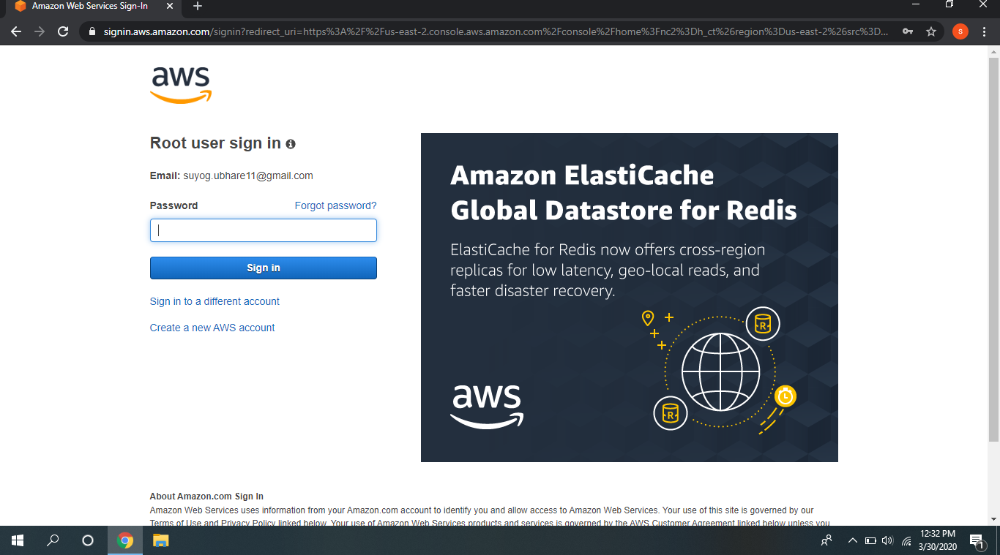 Amazon Web Services Sign-In
signin.aws.amazon.com/signin?redirect_uri=https%3A%2F%2Fus-east-2.console.aws.amazon.com%2Fconsole%2Fhome%3Fnc2%3Dh_ct%26region%3Dus-east-2%26src%3D...
S
aws
Root user sign in
Email: suyog.ubhare11@gmail.com
Password Forgot password?
Sign in
Sign in to a different account
Create a new AWS account
Amazon ElastiCache
Global Datastore for Redis
ElastiCache for Redis now offers cross-region
replicas for low latency, geo-local reads, and
faster disaster recovery.
R
R
aws
About Amazon.com Sign In
Amazon Web Services uses information from your Amazon.com account to identify you and allow access to Amazon Web Services. Your use of this site is governed by our
Terms of Use and Privacy Policy linked below. Your use of Amazon Web Services products and services is governed by the AWS Customer Agreement linked below unless you
12:32 PM
3/30/2020
1